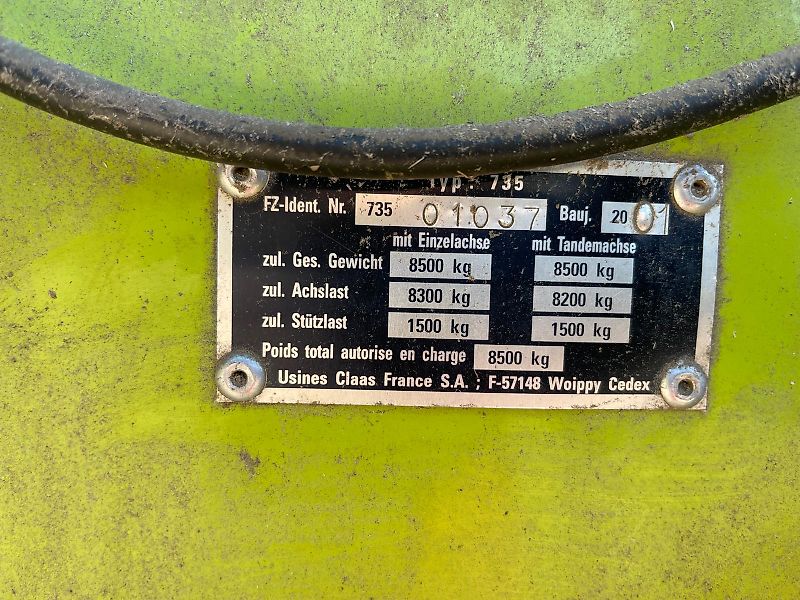 Typ: 735
FZ-Ident. Nr. 735 01037 Bauj. 2001
mit Einzelachse mit Tandemachse
zul. Ges. Gewicht 8500 kg 8500 kg
zul. Achslast 8300 kg 8200 kg
zul. Stützlast 1500 kg 1500 kg
Poids total autorise en charge 8500 kg
Usines Claas France S.A. ; F-57148 Woippy Cedex